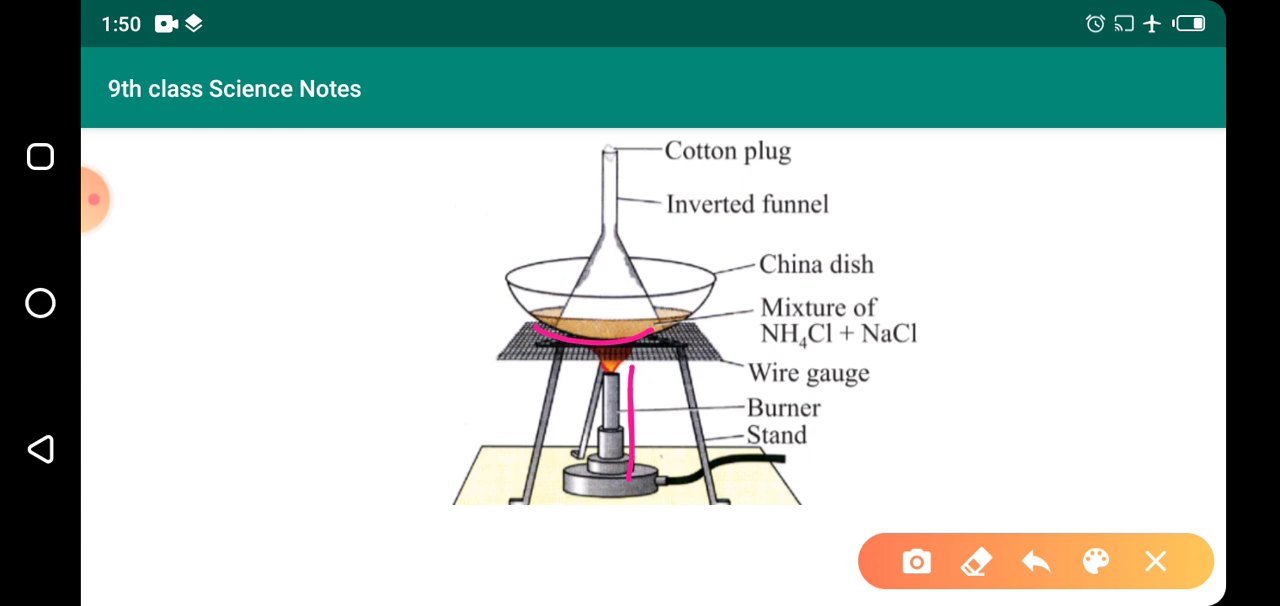 1:50
9th class Science Notes
Cotton plug
Inverted funnel
China dish
Mixture of
NH₄Cl + NaCl
Wire gauge
Burner
Stand